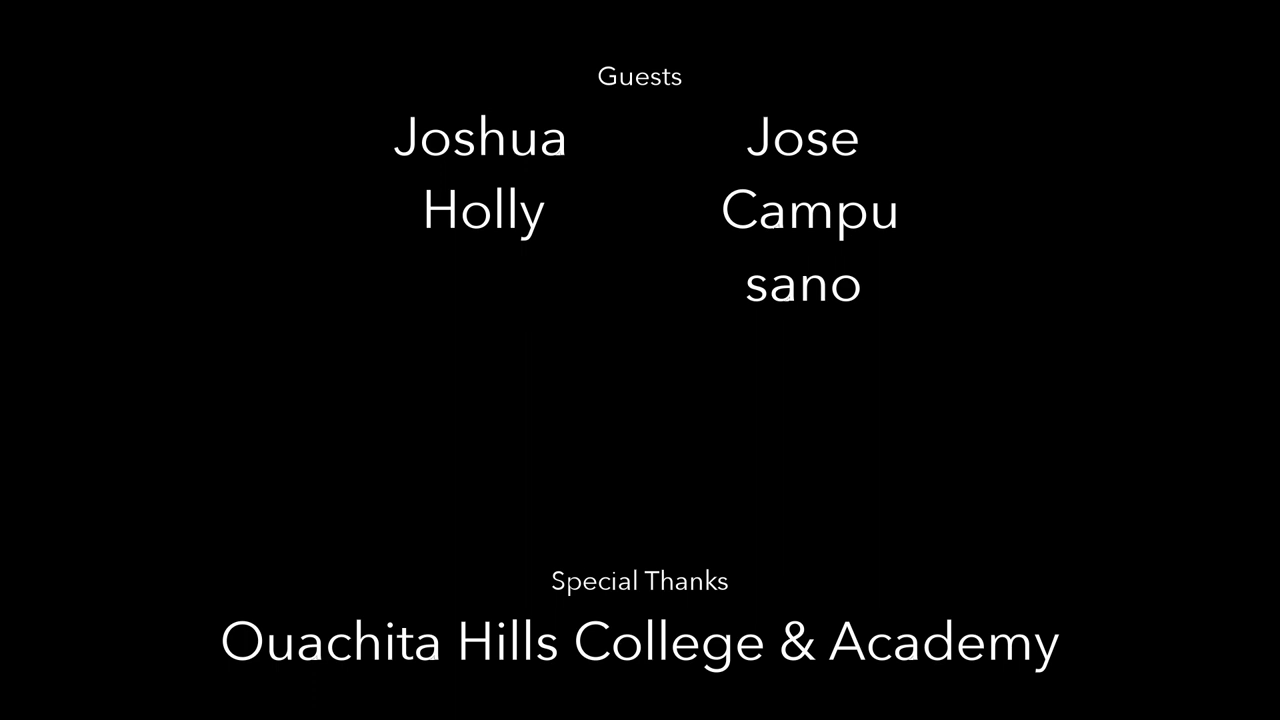 Guests
Joshua
Holly
Jose
Campu
sano
Special Thanks
Ouachita Hills College & Academy